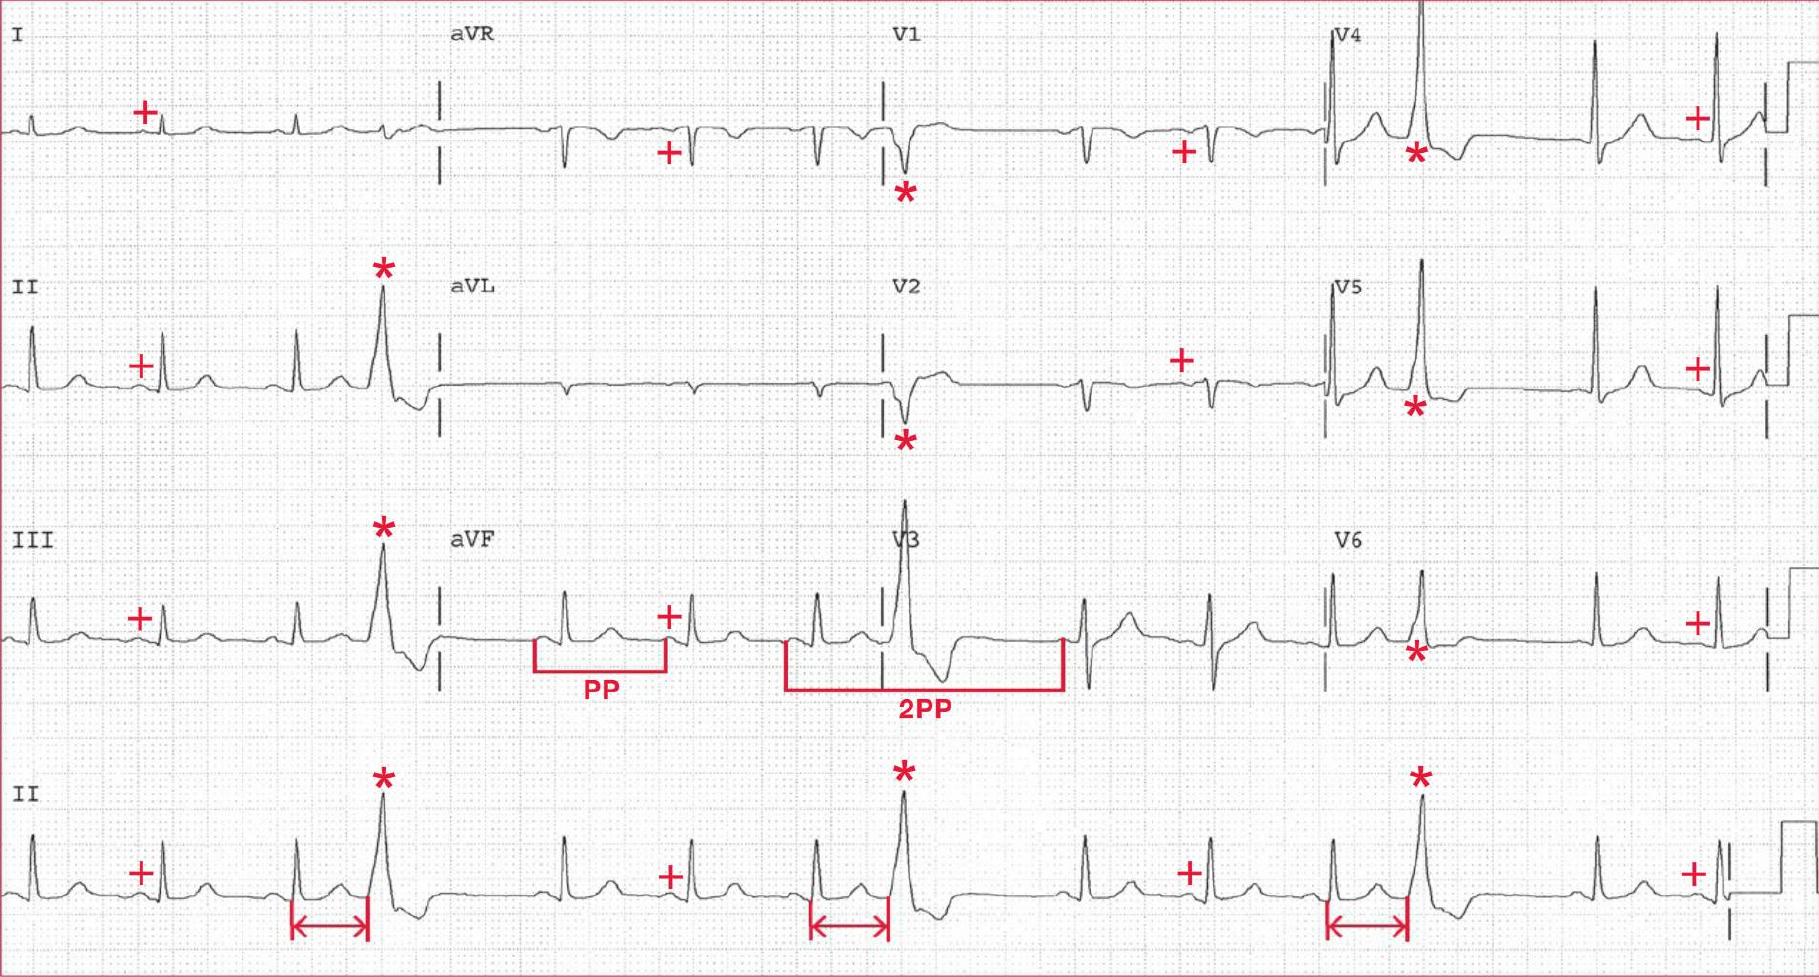 I aVR V1 V4
+ + + +
* *
II aVL V2 V5
* + + +
* *
III aVF V3 V6
* + + + *
PP 2PP
II
* * *
+ + + +